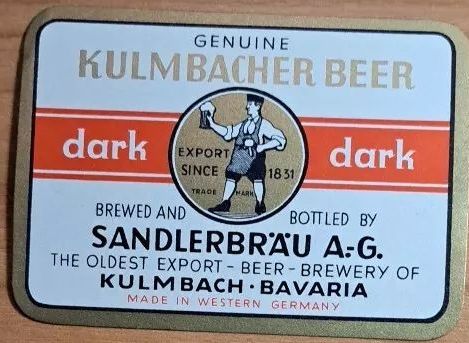 GENUINE
KULMBACHER BEER
dark dark
EXPORT
SINCE 1831
TRADE MARK
BREWED AND BOTTLED BY
SANDLERBRÄU A.-G.
THE OLDEST EXPORT - BEER - BREWERY OF
KULMBACH · BAVARIA
MADE IN WESTERN GERMANY